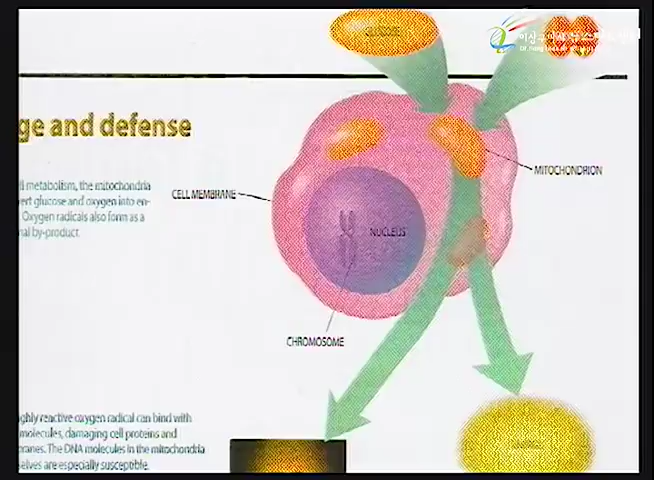 GLUCOSE
ge and defense
ll metabolism, the mitochondria
vert glucose and oxygen into en-
. Oxygen radicals also form as a
nal by-product.
CELL MEMBRANE
MITOCHONDRION
NUCLEUS
CHROMOSOME
ghly reactive oxygen radical can bind with
molecules, damaging cell proteins and
branes. The DNA molecules in the mitochondria
selves are especially susceptible.